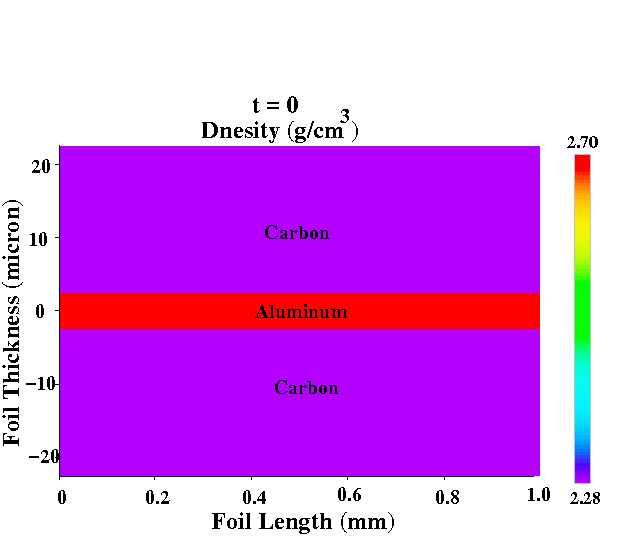 t = 0
Dnesity (g/cm³)
2.70
20
10
0
−10
−20
Carbon
Aluminum
Carbon
Foil Thickness (micron)
0 0.2 0.4 0.6 0.8 1.0
2.28
Foil Length (mm)